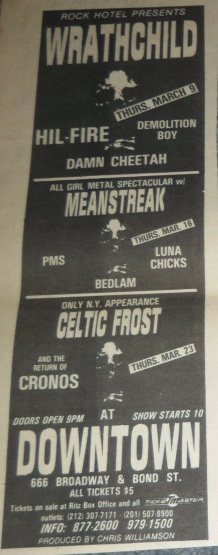 ROCK HOTEL PRESENTS
WRATHCHILD
THURS. MARCH 9
HIL-FIRE
DEMOLITION
BOY
DAMN CHEETAH
ALL GIRL METAL SPECTACULAR w/
MEANSTREAK
THURS. MAR. 16
PMS
LUNA
CHICKS
BEDLAM
ONLY N.Y. APPEARANCE
CELTIC FROST
THURS. MAR. 23
AND THE
RETURN OF
CRONOS
DOORS OPEN 9PM
AT
SHOW STARTS 10
DOWNTOWN
666 BROADWAY & BOND ST.
ALL TICKETS $5
Tickets on sale at Ritz Box Office and all TICKETMASTER
outlets: (212) 307-7171 · (201) 507-8900
INFO: 877-2600 979-1500
PRODUCED BY CHRIS WILLIAMSON